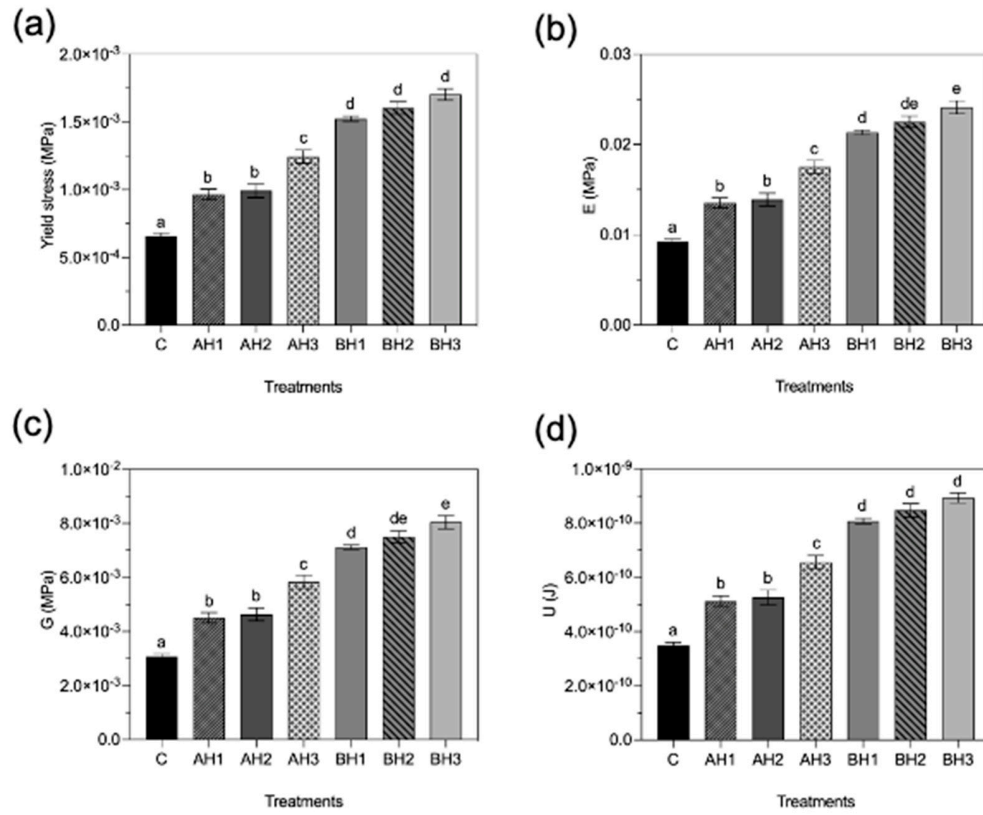 (a)
2.0×10⁻³
1.5×10⁻³
1.0×10⁻³
5.0×10⁻⁴
0.0
Yield stress (MPa)
a b b c d d d
C AH1 AH2 AH3 BH1 BH2 BH3
Treatments
(b)
0.03
0.02
0.01
0.00
E (MPa)
a b b c d de e
C AH1 AH2 AH3 BH1 BH2 BH3
Treatments
(c)
1.0×10⁻²
8.0×10⁻³
6.0×10⁻³
4.0×10⁻³
2.0×10⁻³
0.0
G (MPa)
a b b c d de e
C AH1 AH2 AH3 BH1 BH2 BH3
Treatments
(d)
1.0×10⁻⁹
8.0×10⁻¹⁰
6.0×10⁻¹⁰
4.0×10⁻¹⁰
2.0×10⁻¹⁰
0.0
U (J)
a b b c d d d
C AH1 AH2 AH3 BH1 BH2 BH3
Treatments